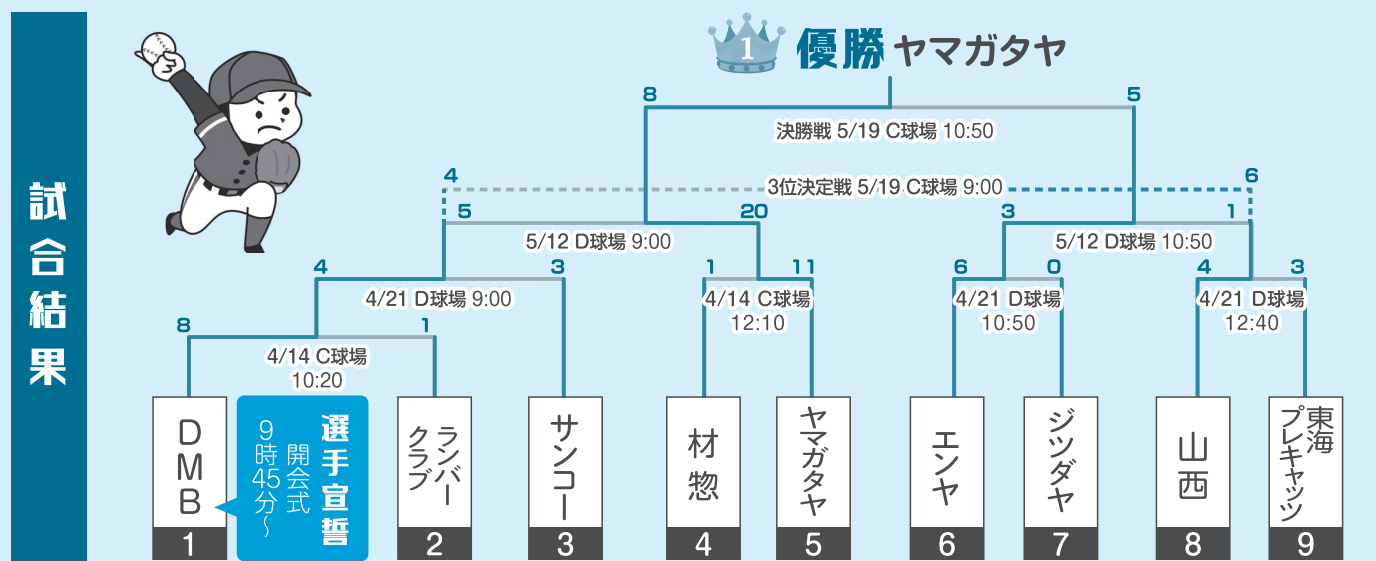 試合結果
1 優勝 ヤマガタヤ
8 5
決勝戦 5/19 C球場 10:50
4 6
3位決定戦 5/19 C球場 9:00
5 20
5/12 D球場 9:00
3 1
5/12 D球場 10:50
4 3
4/21 D球場 9:00
1 11
4/14 C球場
12:10
6 0
4/21 D球場
10:50
4 3
4/21 D球場
12:40
8 1
4/14 C球場
10:20
DMB
1
選手宣誓
開会式
9時45分～
ランバー
クラブ
2
サンコー
3
材惣
4
ヤマガタヤ
5
エンヤ
6
ジツダヤ
7
山西
8
東海
プレキャッツ
9